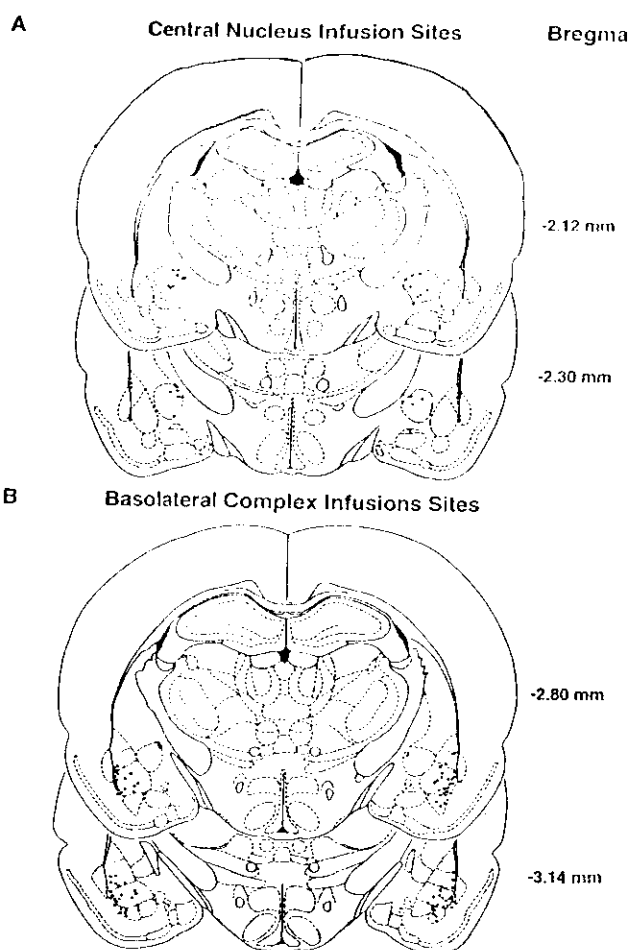 A
Central Nucleus Infusion Sites
Bregma
-2.12 mm
-2.30 mm
B
Basolateral Complex Infusions Sites
-2.80 mm
-3.14 mm